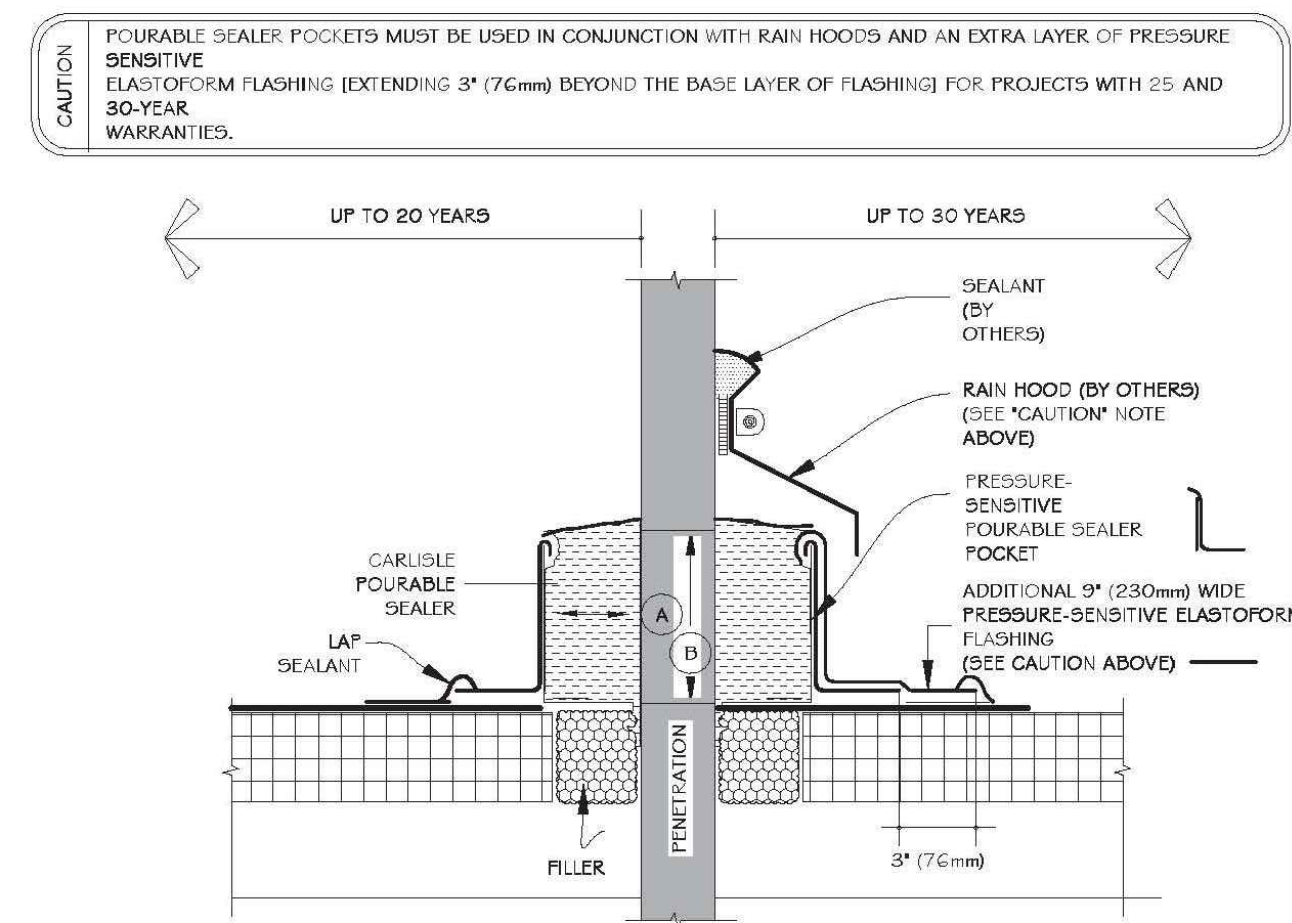 CAUTION
POURABLE SEALER POCKETS MUST BE USED IN CONJUNCTION WITH RAIN HOODS AND AN EXTRA LAYER OF PRESSURE
SENSITIVE
ELASTOFORM FLASHING [EXTENDING 3" (76mm) BEYOND THE BASE LAYER OF FLASHING] FOR PROJECTS WITH 25 AND
30-YEAR
WARRANTIES.
UP TO 20 YEARS
UP TO 30 YEARS
SEALANT
(BY
OTHERS)
RAIN HOOD (BY OTHERS)
(SEE "CAUTION" NOTE
ABOVE)
PRESSURE-
SENSITIVE
POURABLE SEALER
POCKET
CARLISLE
POURABLE
SEALER
ADDITIONAL 9" (230mm) WIDE
PRESSURE-SENSITIVE ELASTOFORM
FLASHING
(SEE CAUTION ABOVE)
A
B
LAP
SEALANT
PENETRATION
FILLER
3" (76mm)